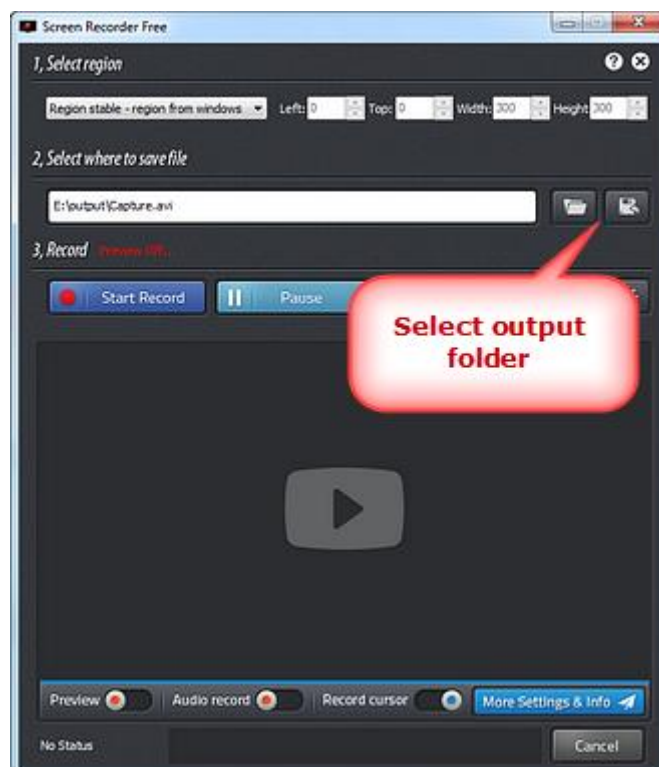 Screen Recorder Free
1, Select region
Region stable - region from windows Left: 0 Top: 0 Width: 300 Height 300
2, Select where to save file
E:\output\Capture.avi
3, Record Preview Off...
Start Record Pause
Select output
folder
Preview Audio record Record cursor More Settings & Info
No Status Cancel